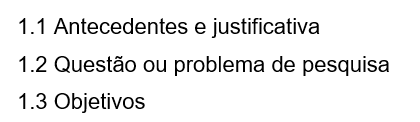 1.1 Antecedentes e justificativa
1.2 Questão ou problema de pesquisa
1.3 Objetivos